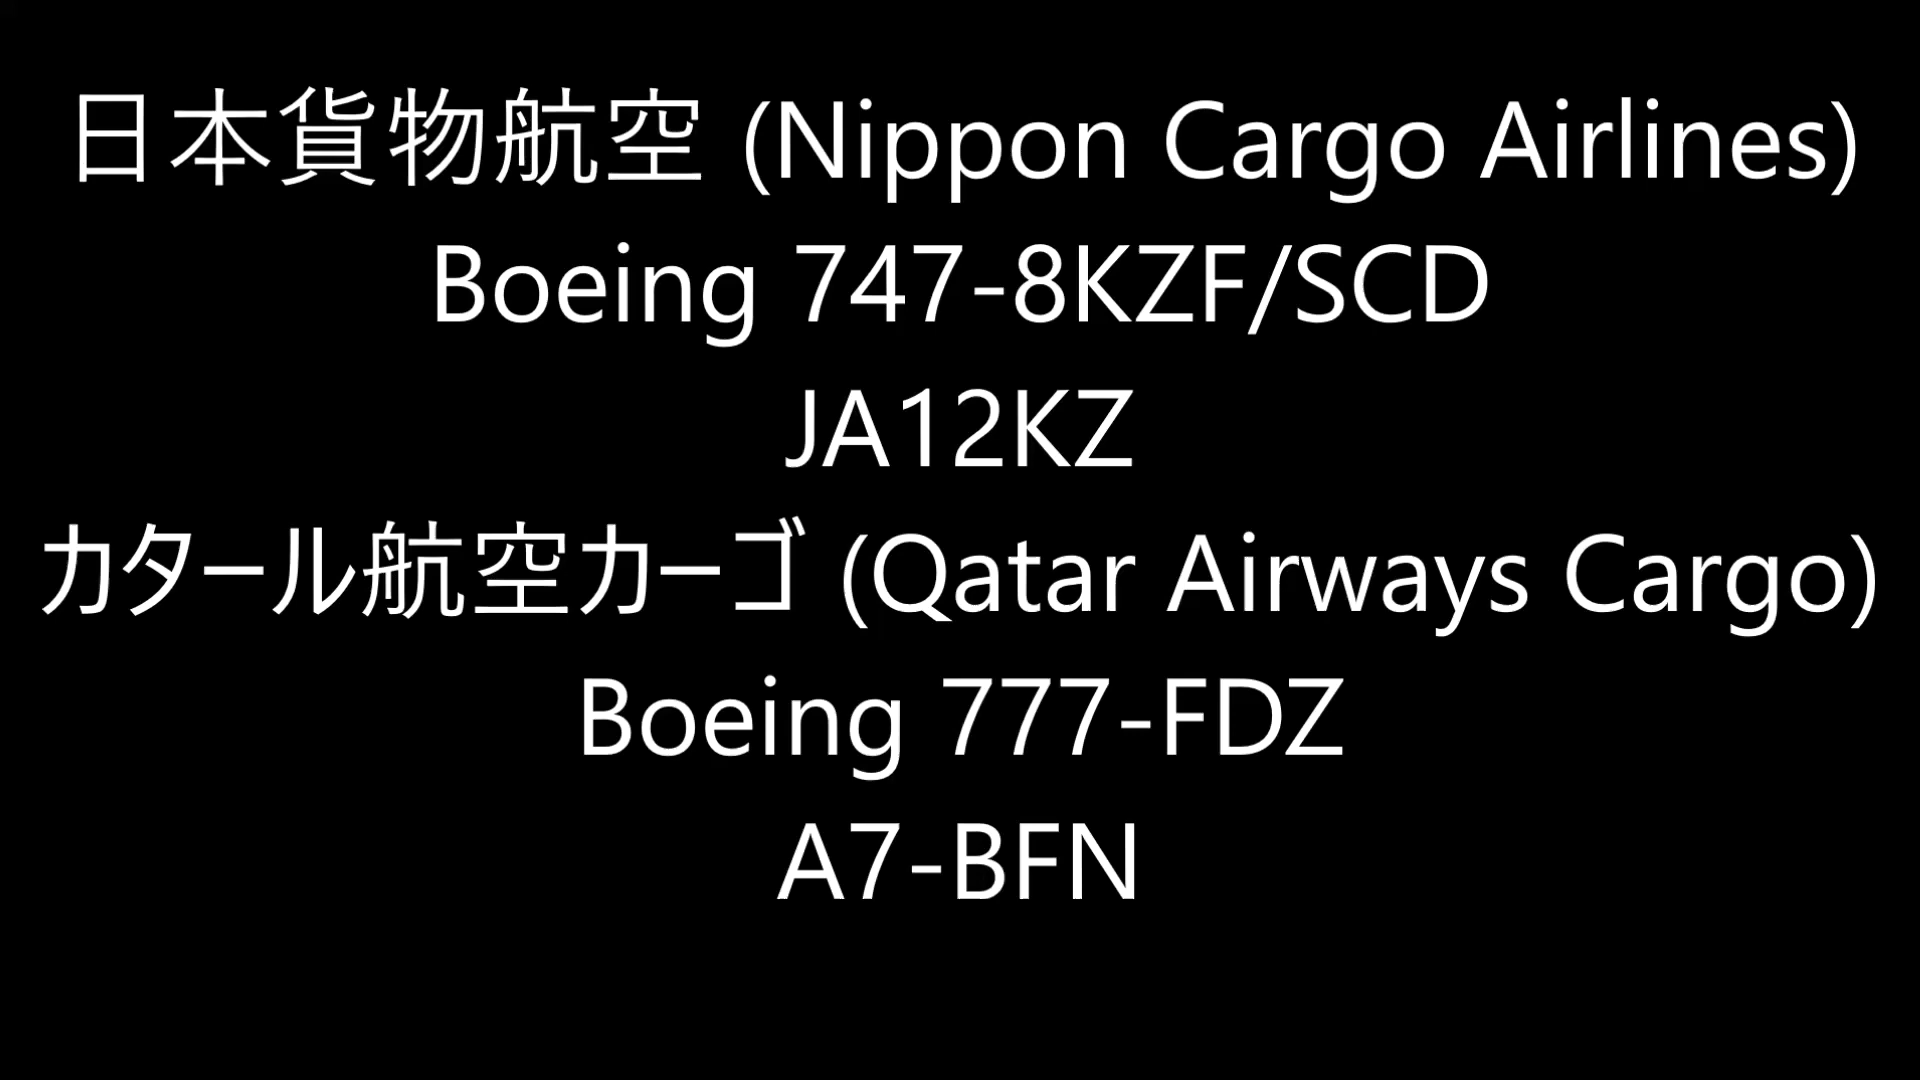 日本貨物航空 (Nippon Cargo Airlines)
Boeing 747-8KZF/SCD
JA12KZ
カタール航空カーゴ (Qatar Airways Cargo)
Boeing 777-FDZ
A7-BFN